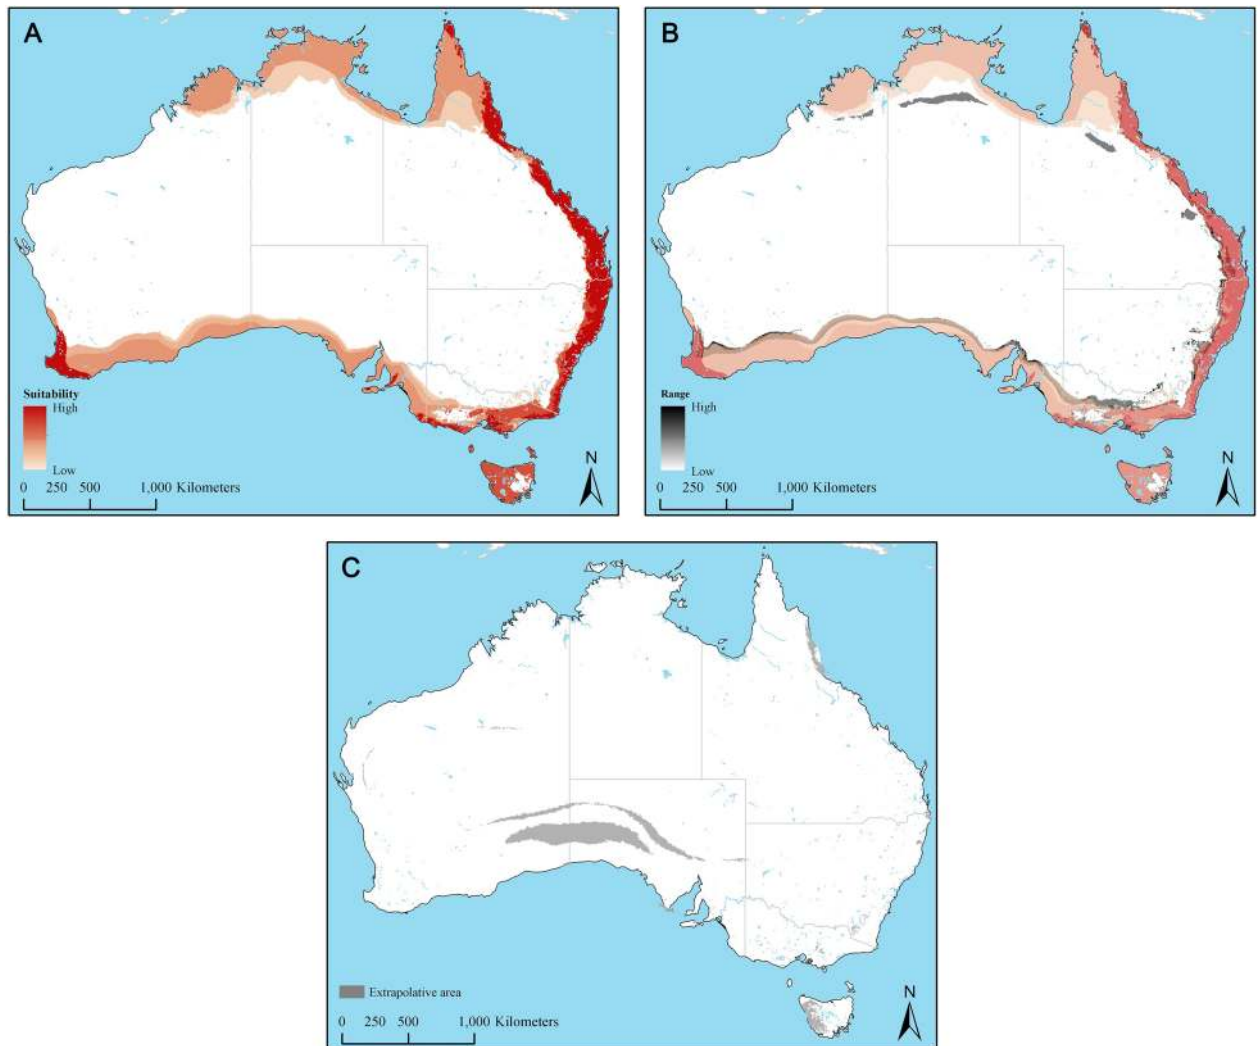 A
Suitability
High
Low
0 250 500 1,000 Kilometers
N
B
Range
High
Low
0 250 500 1,000 Kilometers
N
C
Extrapolative area
0 250 500 1,000 Kilometers
N